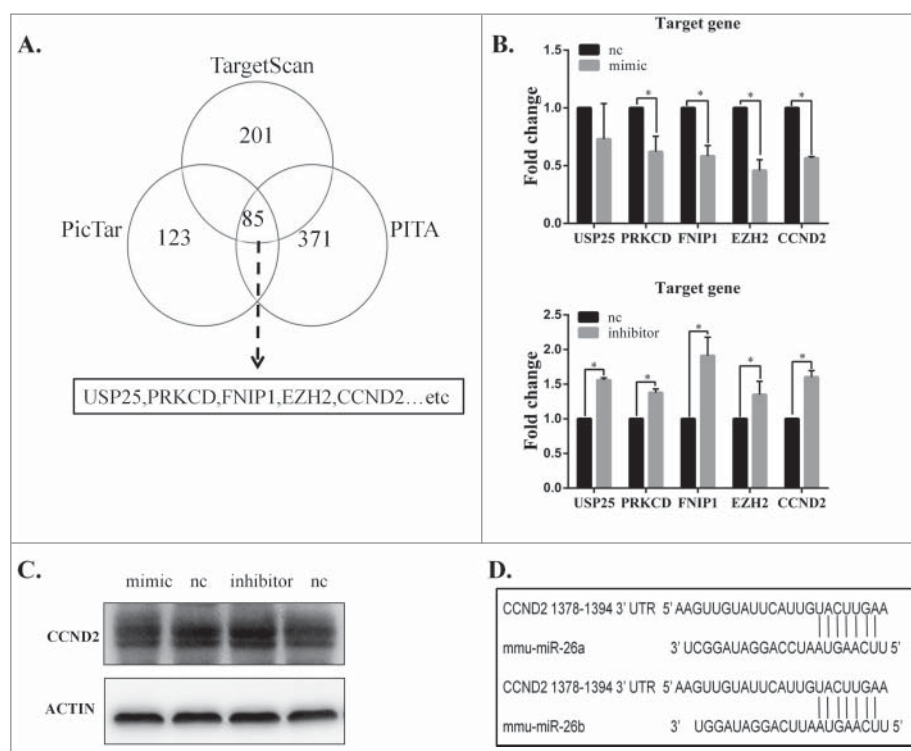 A.
TargetScan
201
PicTar
123
85
371
PITA
USP25,PRKCD,FNIP1,EZH2,CCND2...etc
B.
Target gene
nc
mimic
Fold change
1.5
1.0
0.5
0.0
* * * *
USP25 PRKCD FNIP1 EZH2 CCND2
Target gene
nc
inhibitor
Fold change
2.5
2.0
1.5
1.0
0.5
0.0
* * * * *
USP25 PRKCD FNIP1 EZH2 CCND2
C.
mimic nc inhibitor nc
CCND2
ACTIN
D.
CCND2 1378-1394 3' UTR 5' AAGUUGUAUUCAUUGUACUUGAA
mmu-miR-26a 3' UCGGAUAGGACCUAAUGAACUU 5'
CCND2 1378-1394 3' UTR 5' AAGUUGUAUUCAUUGUACUUGAA
mmu-miR-26b 3' UGGAUAGGACUUAAUGAACUU 5'